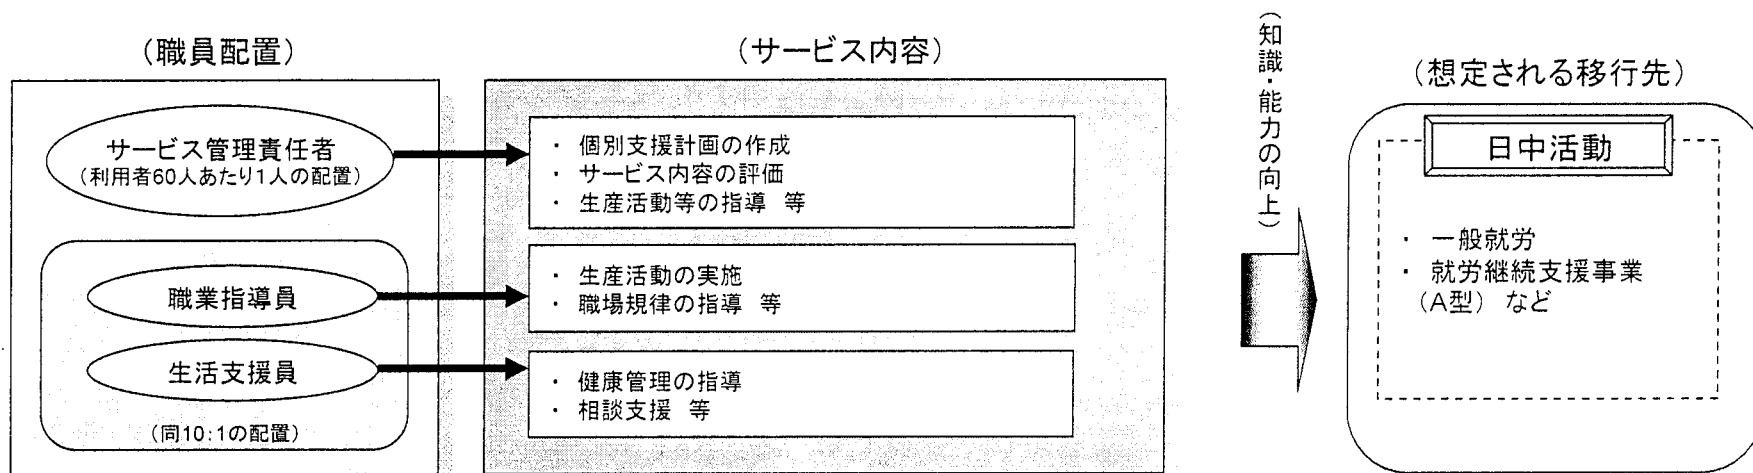 （職員配置）
サービス管理責任者
（利用者60人あたり1人の配置）
職業指導員
生活支援員
（同10:1の配置）
（サービス内容）
・ 個別支援計画の作成
・ サービス内容の評価
・ 生産活動等の指導 等
・ 生産活動の実施
・ 職場規律の指導 等
・ 健康管理の指導
・ 相談支援 等
（知識・能力の向上）
（想定される移行先）
日中活動
・ 一般就労
・ 就労継続支援事業
（A型） など